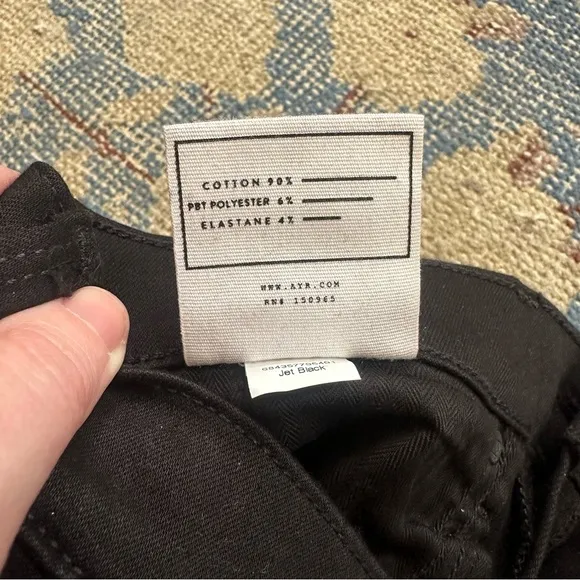 COTTON 90%
PBT POLYESTER 6%
ELASTANE 4%
WWW.AYR.COM
RN# 150965
Jet Black